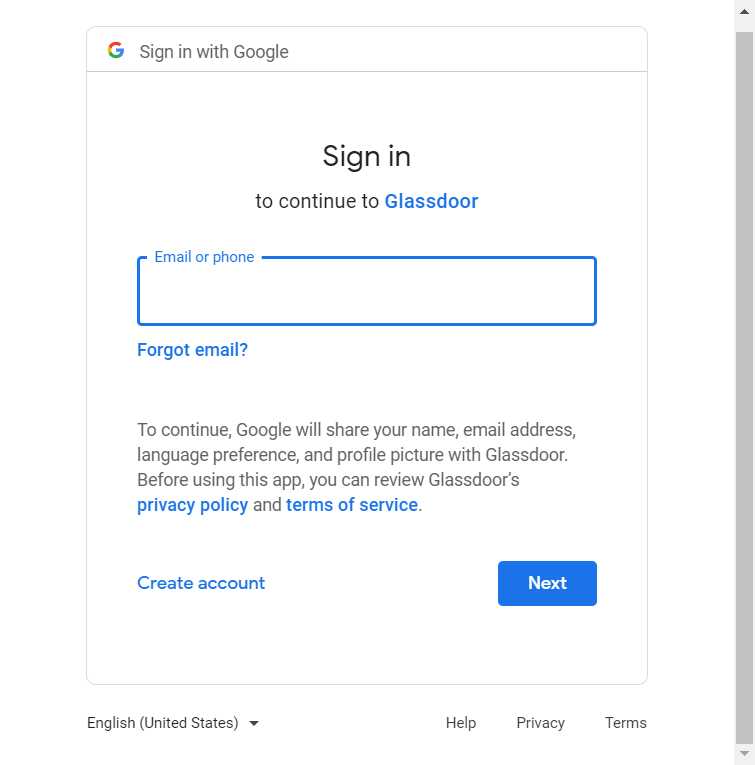 Sign in with Google
Sign in
to continue to Glassdoor
Email or phone
Forgot email?
To continue, Google will share your name, email address,
language preference, and profile picture with Glassdoor.
Before using this app, you can review Glassdoor's
privacy policy and terms of service.
Create account
Next
English (United States)
Help
Privacy
Terms